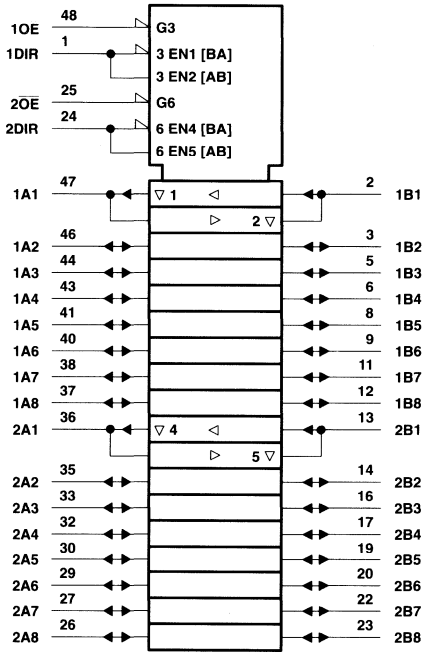 48
1OE G3
1
1DIR 3 EN1 [BA]
3 EN2 [AB]
25
2O̅E̅ G6
24
2DIR 6 EN4 [BA]
6 EN5 [AB]
47 2
1A1 ▽ 1 ◁ 1B1
▷ 2 ▽
46 3
1A2 1B2
44 5
1A3 1B3
43 6
1A4 1B4
41 8
1A5 1B5
40 9
1A6 1B6
38 11
1A7 1B7
37 12
1A8 1B8
36 13
2A1 ▽ 4 ◁ 2B1
▷ 5 ▽
35 14
2A2 2B2
33 16
2A3 2B3
32 17
2A4 2B4
30 19
2A5 2B5
29 20
2A6 2B6
27 22
2A7 2B7
26 23
2A8 2B8